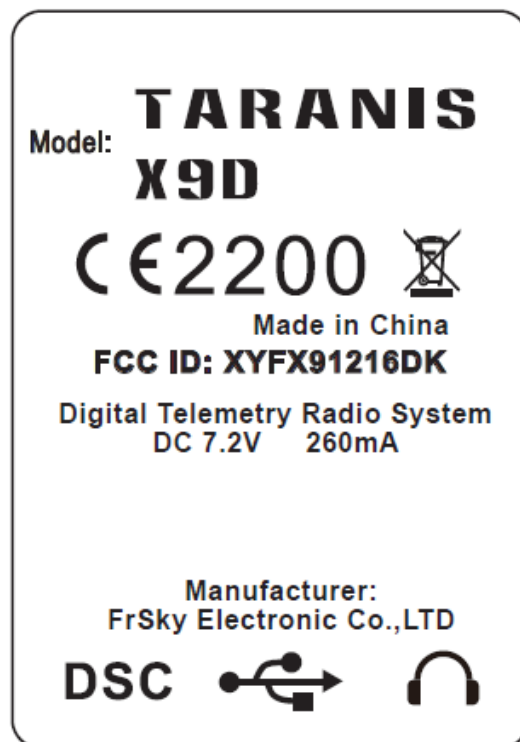 Model: TARANIS
X9D
CE2200
Made in China
FCC ID: XYFX91216DK
Digital Telemetry Radio System
DC 7.2V 260mA
Manufacturer:
FrSky Electronic Co.,LTD
DSC